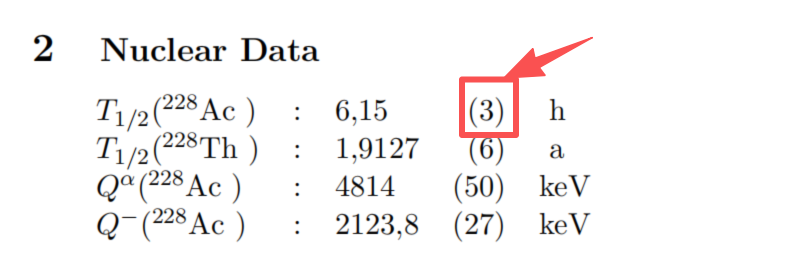 2 Nuclear Data
T1/2(228Ac ) : 6,15 (3) h
T1/2(228Th ) : 1,9127 (6) a
Qα(228Ac ) : 4814 (50) keV
Q−(228Ac ) : 2123,8 (27) keV